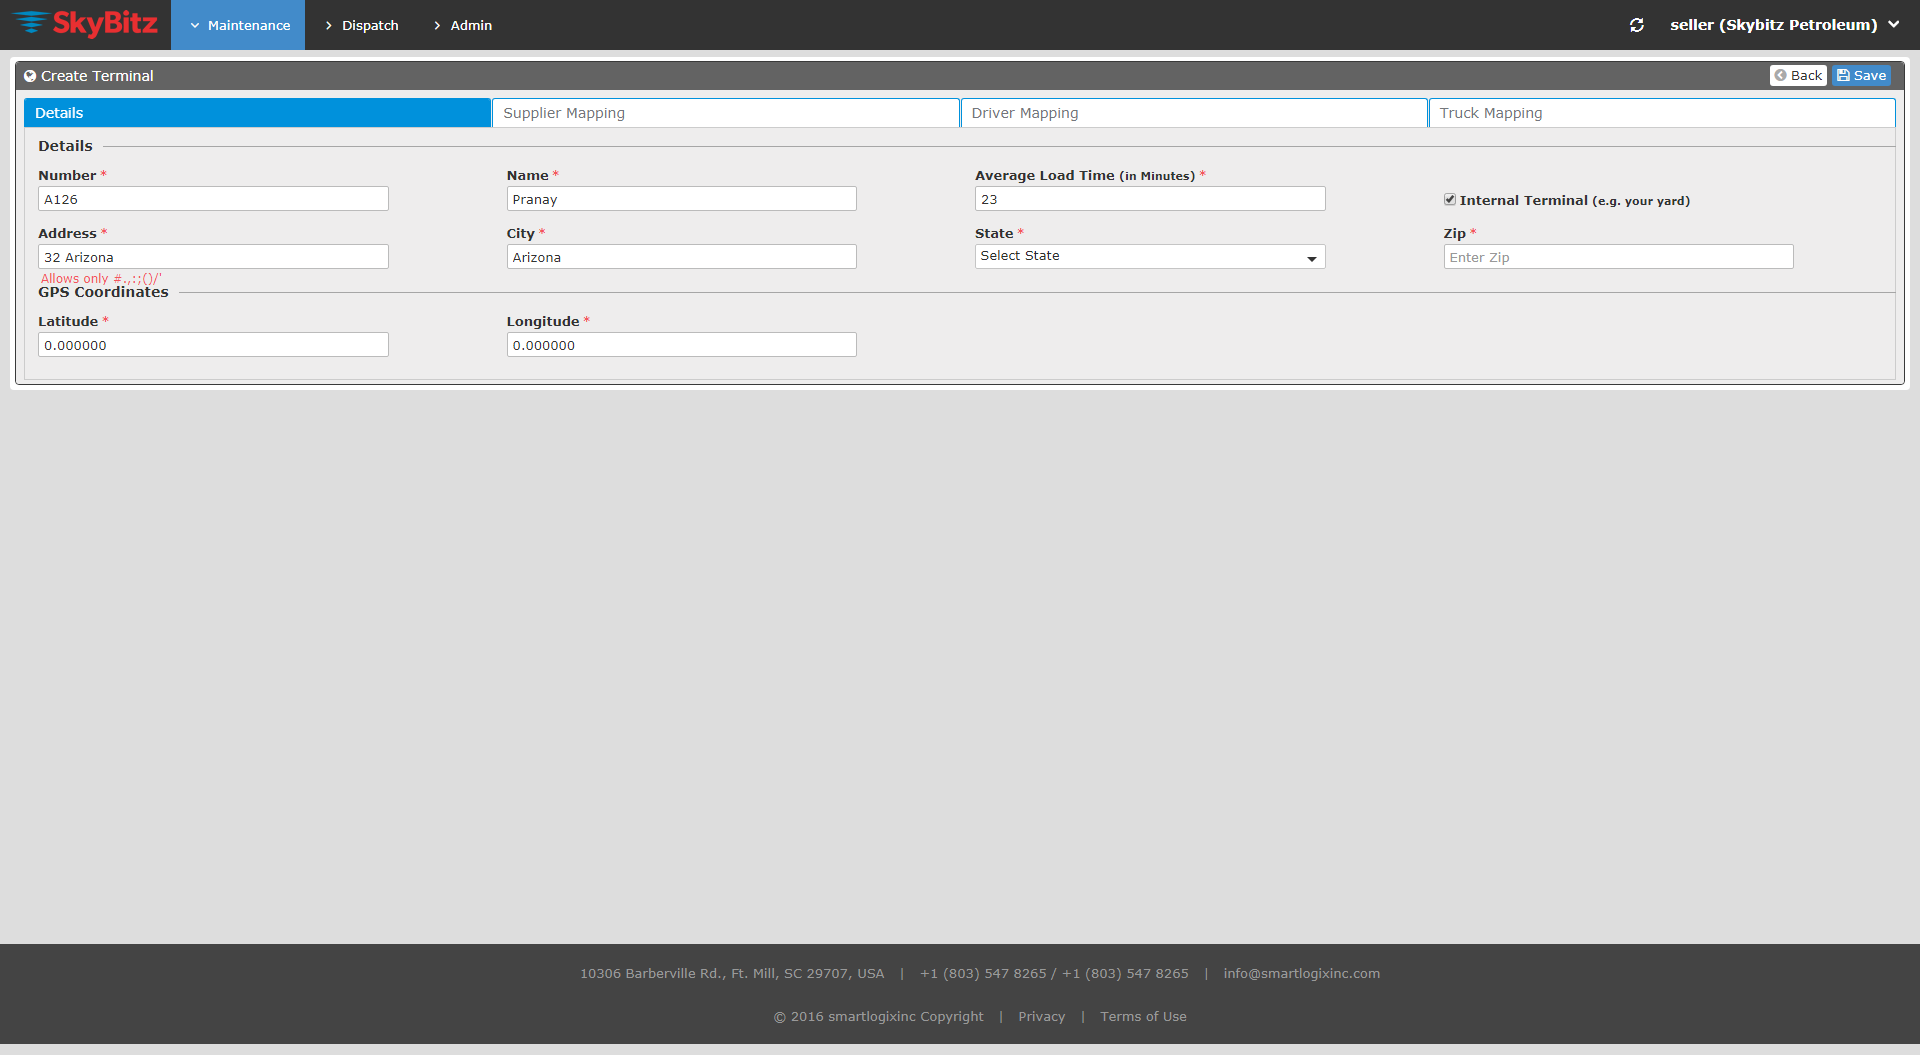 SkyBitz Maintenance Dispatch Admin seller (Skybitz Petroleum)
Create Terminal Back Save
Details Supplier Mapping Driver Mapping Truck Mapping
Details
Number * Name * Average Load Time (in Minutes) *
A126 Pranay 23 Internal Terminal (e.g. your yard)
Address * City * State * Zip *
32 Arizona Arizona Select State Enter Zip
Allows only #.,:;()/'
GPS Coordinates
Latitude * Longitude *
0.000000 0.000000
10306 Barberville Rd., Ft. Mill, SC 29707, USA | +1 (803) 547 8265 / +1 (803) 547 8265 | info@smartlogixinc.com
© 2016 smartlogixinc Copyright | Privacy | Terms of Use